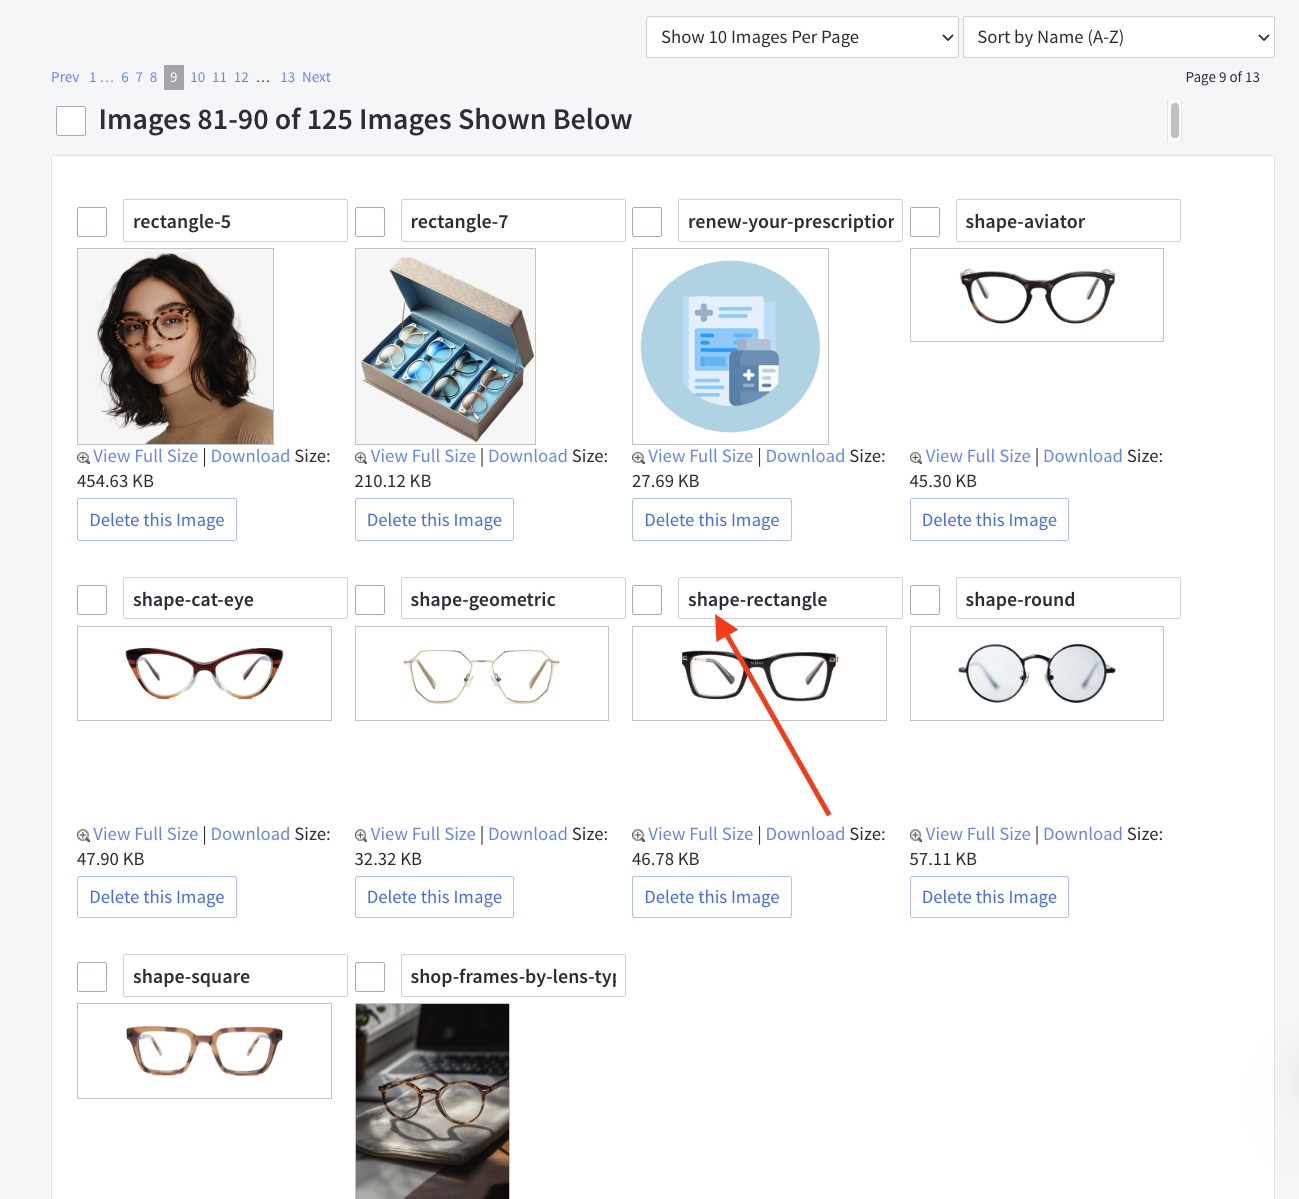 Show 10 Images Per Page
Sort by Name (A-Z)
Prev 1 ... 6 7 8 9 10 11 12 ... 13 Next
Page 9 of 13
Images 81-90 of 125 Images Shown Below
rectangle-5
rectangle-7
renew-your-prescription
shape-aviator
View Full Size | Download Size:
454.63 KB
Delete this Image
View Full Size | Download Size:
210.12 KB
Delete this Image
View Full Size | Download Size:
27.69 KB
Delete this Image
View Full Size | Download Size:
45.30 KB
Delete this Image
shape-cat-eye
shape-geometric
shape-rectangle
shape-round
View Full Size | Download Size:
47.90 KB
Delete this Image
View Full Size | Download Size:
32.32 KB
Delete this Image
View Full Size | Download Size:
46.78 KB
Delete this Image
View Full Size | Download Size:
57.11 KB
Delete this Image
shape-square
shop-frames-by-lens-typ